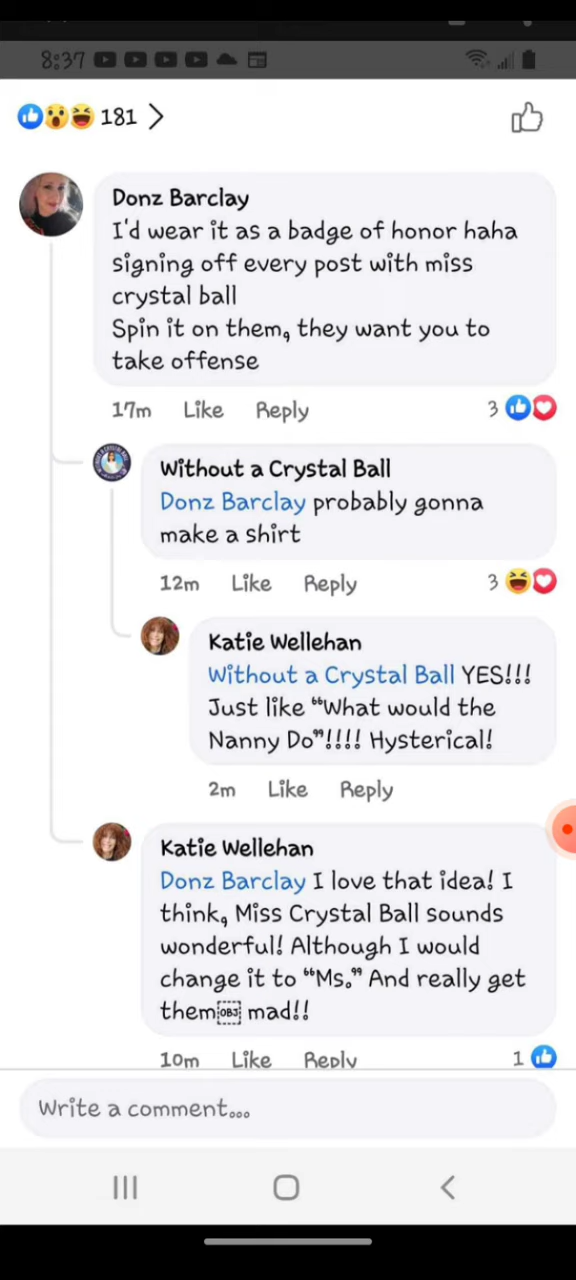 8:37
181
Donz Barclay
I'd wear it as a badge of honor haha
signing off every post with miss
crystal ball
Spin it on them, they want you to
take offense
17m Like Reply 3
Without a Crystal Ball
Donz Barclay probably gonna
make a shirt
12m Like Reply 3
Katie Wellehan
Without a Crystal Ball YES!!!
Just like “What would the
Nanny Do”!!!! Hysterical!
2m Like Reply
Katie Wellehan
Donz Barclay I love that idea! I
think, Miss Crystal Ball sounds
wonderful! Although I would
change it to “Ms.” And really get
them￼ mad!!
10m Like Reply 1
Write a comment...